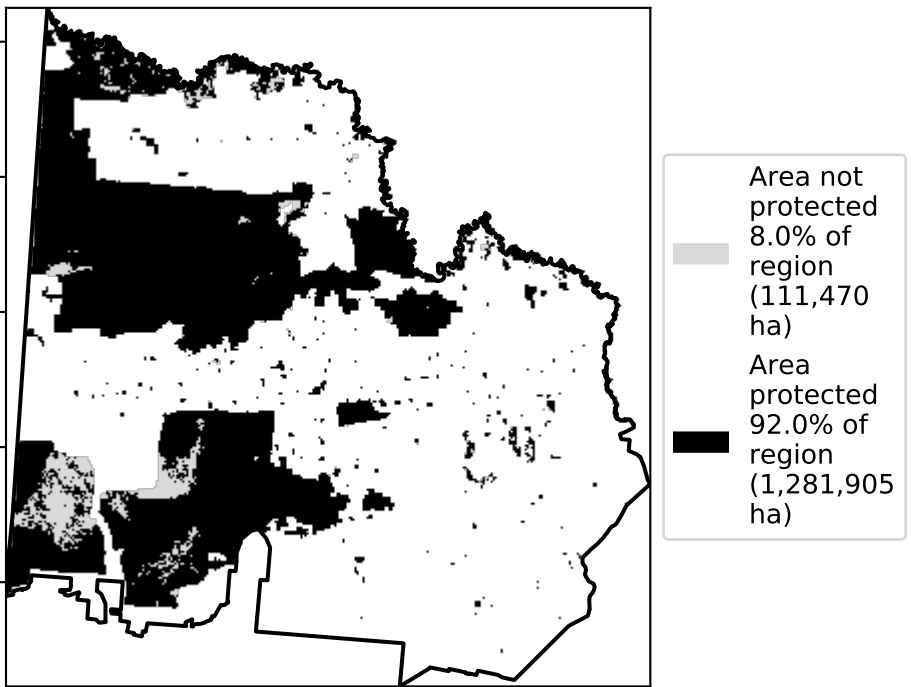 Area not
protected
8.0% of
region
(111,470
ha)
Area
protected
92.0% of
region
(1,281,905
ha)